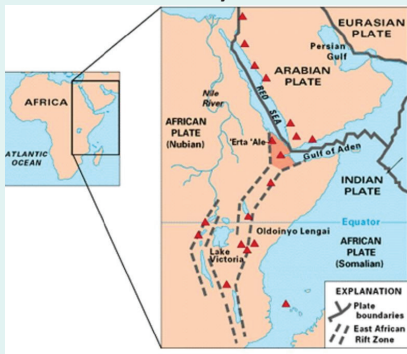 AFRICA
ATLANTIC
OCEAN
EURASIAN
PLATE
Persian
Gulf
ARABIAN
PLATE
Nile
River
RED SEA
AFRICAN
PLATE
(Nubian)
'Erta 'Ale
Gulf of Aden
INDIAN
PLATE
Equator
Oldoinyo Lengai
AFRICAN
PLATE
(Somalian)
Lake
Victoria
EXPLANATION
Plate
boundaries
East African
Rift Zone